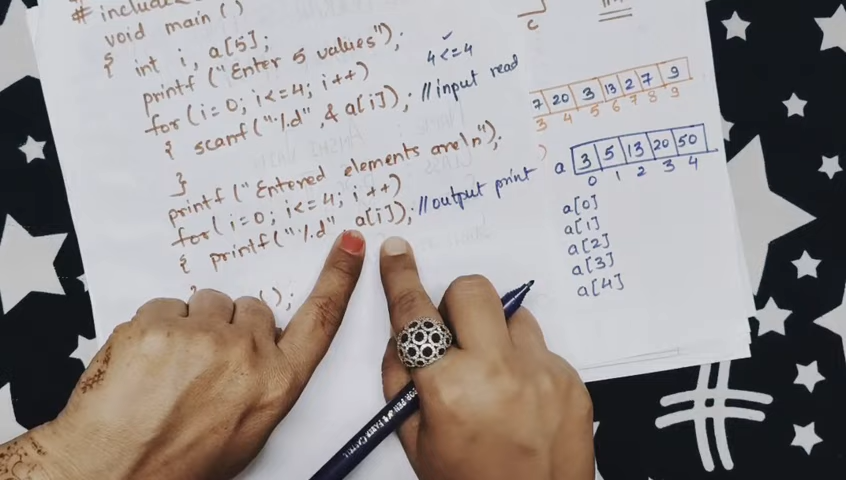 # include
void main ()
{ int i, a[5];
printf ("Enter 5 values");
for (i=0; i<=4; i++)
{ scanf ("%d", & a[i]); //input read
}
printf ("Entered elements are\n");
for (i=0; i<=4; i++)
{ printf ("%d", a[i]); //output print
();
4<=4
c
7 20 3 13 2 7 9
3 4 5 6 7 8 9
a 3 5 13 20 50
0 1 2 3 4
a[0]
a[1]
a[2]
a[3]
a[4]